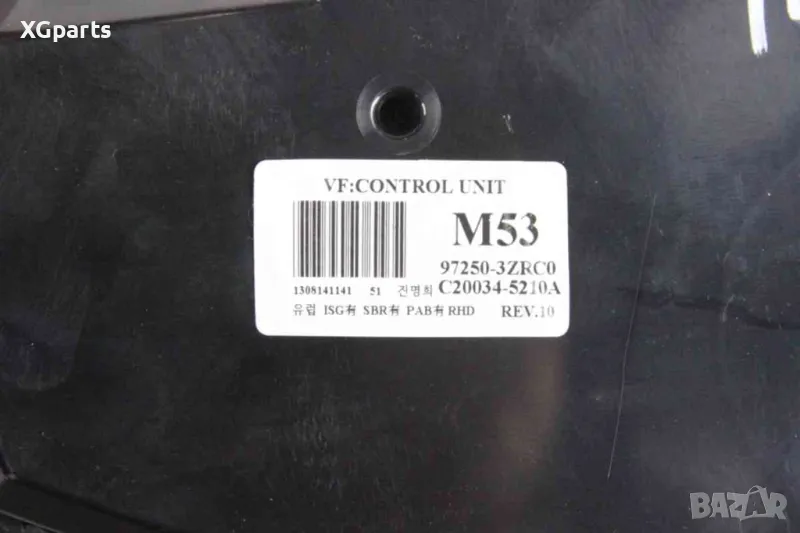 XGparts
VF:CONTROL UNIT
M53
97250-3ZRC0
1308141141 51 진명희 C20034-5210A
유럽 ISG有 SBR有 PAB有 RHD REV.10
BAZAR